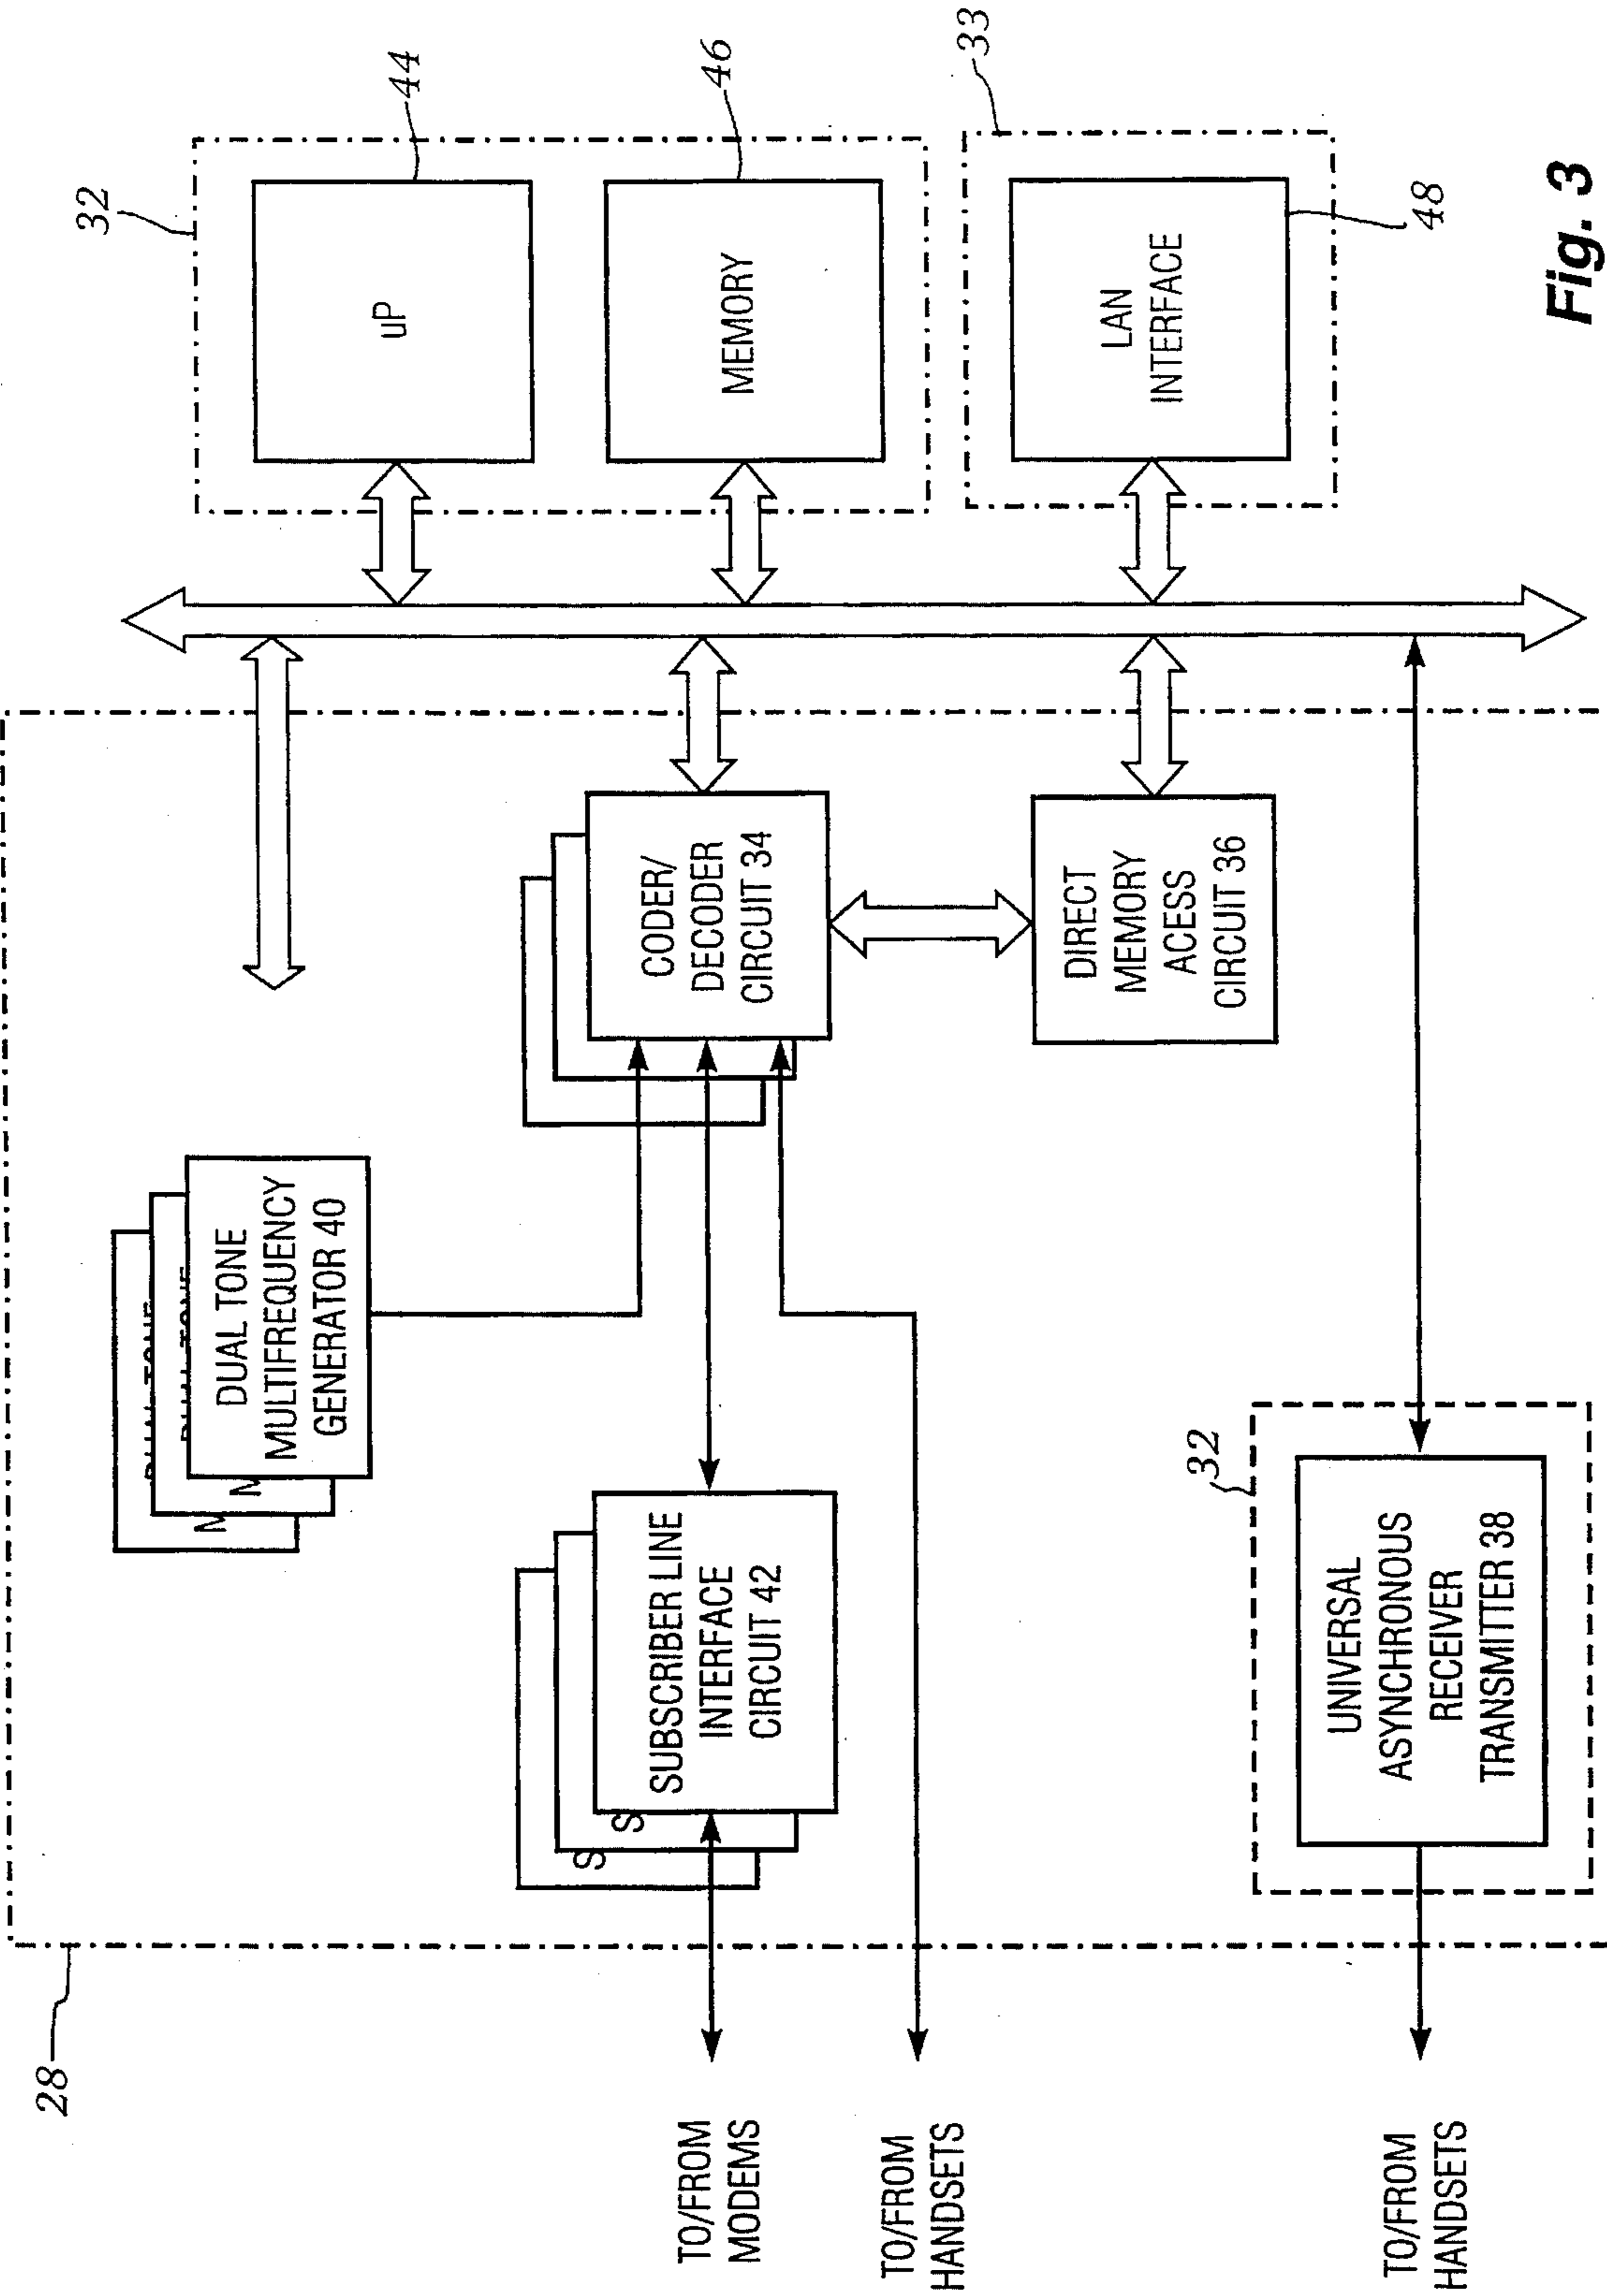 28
DUAL TONE
MULTIFREQUENCY
GENERATOR 40
DUAL TONE
M
M
SUBSCRIBER LINE
INTERFACE
CIRCUIT 42
S
S
CODER/
DECODER
CIRCUIT 34
DIRECT
MEMORY
ACESS
CIRCUIT 36
32
UNIVERSAL
ASYNCHRONOUS
RECEIVER
TRANSMITTER 38
TO/FROM
MODEMS
TO/FROM
HANDSETS
TO/FROM
HANDSETS
32
uP
44
MEMORY
46
33
LAN
INTERFACE
48
Fig. 3